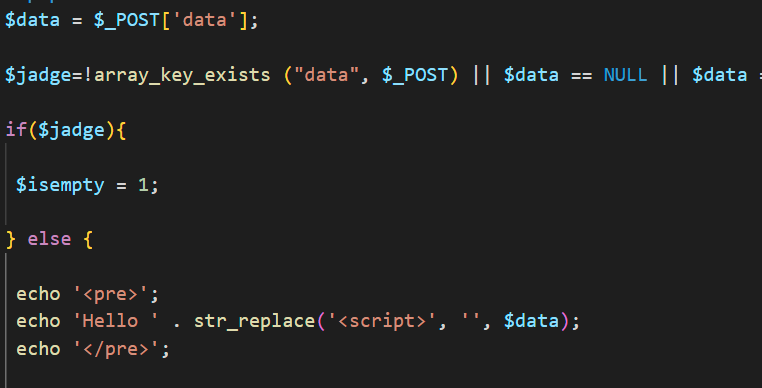 $data = $_POST['data'];
$jadge=!array_key_exists ("data", $_POST) || $data == NULL || $data =
if($jadge){
$isempty = 1;
} else {
echo '<pre>';
echo 'Hello ' . str_replace('<script>', '', $data);
echo '</pre>';